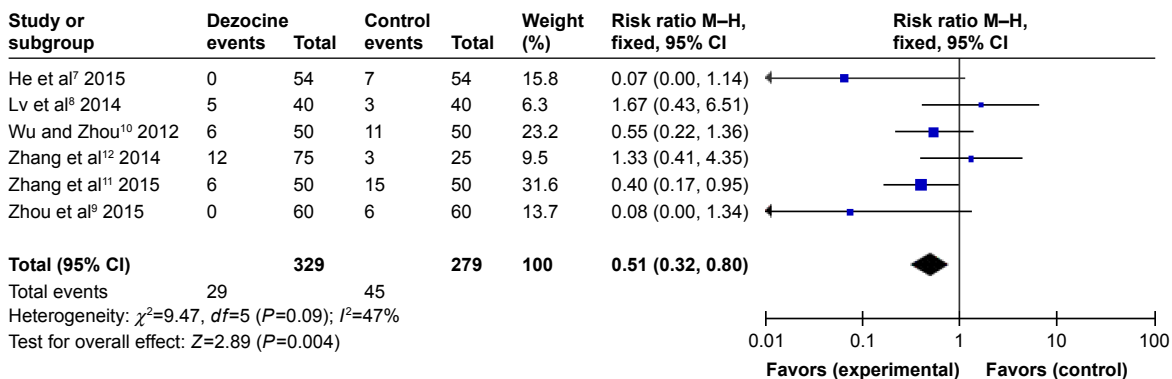 Study or subgroup Dezocine events Total Control events Total Weight (%) Risk ratio M–H, fixed, 95% CI Risk ratio M–H, fixed, 95% CI
He et al⁷ 2015 0 54 7 54 15.8 0.07 (0.00, 1.14)
Lv et al⁸ 2014 5 40 3 40 6.3 1.67 (0.43, 6.51)
Wu and Zhou¹⁰ 2012 6 50 11 50 23.2 0.55 (0.22, 1.36)
Zhang et al¹² 2014 12 75 3 25 9.5 1.33 (0.41, 4.35)
Zhang et al¹¹ 2015 6 50 15 50 31.6 0.40 (0.17, 0.95)
Zhou et al⁹ 2015 0 60 6 60 13.7 0.08 (0.00, 1.34)
Total (95% CI) 329 279 100 0.51 (0.32, 0.80)
Total events 29 45
Heterogeneity: χ²=9.47, df=5 (P=0.09); I²=47%
Test for overall effect: Z=2.89 (P=0.004)
0.01 0.1 1 10 100
Favors (experimental) Favors (control)